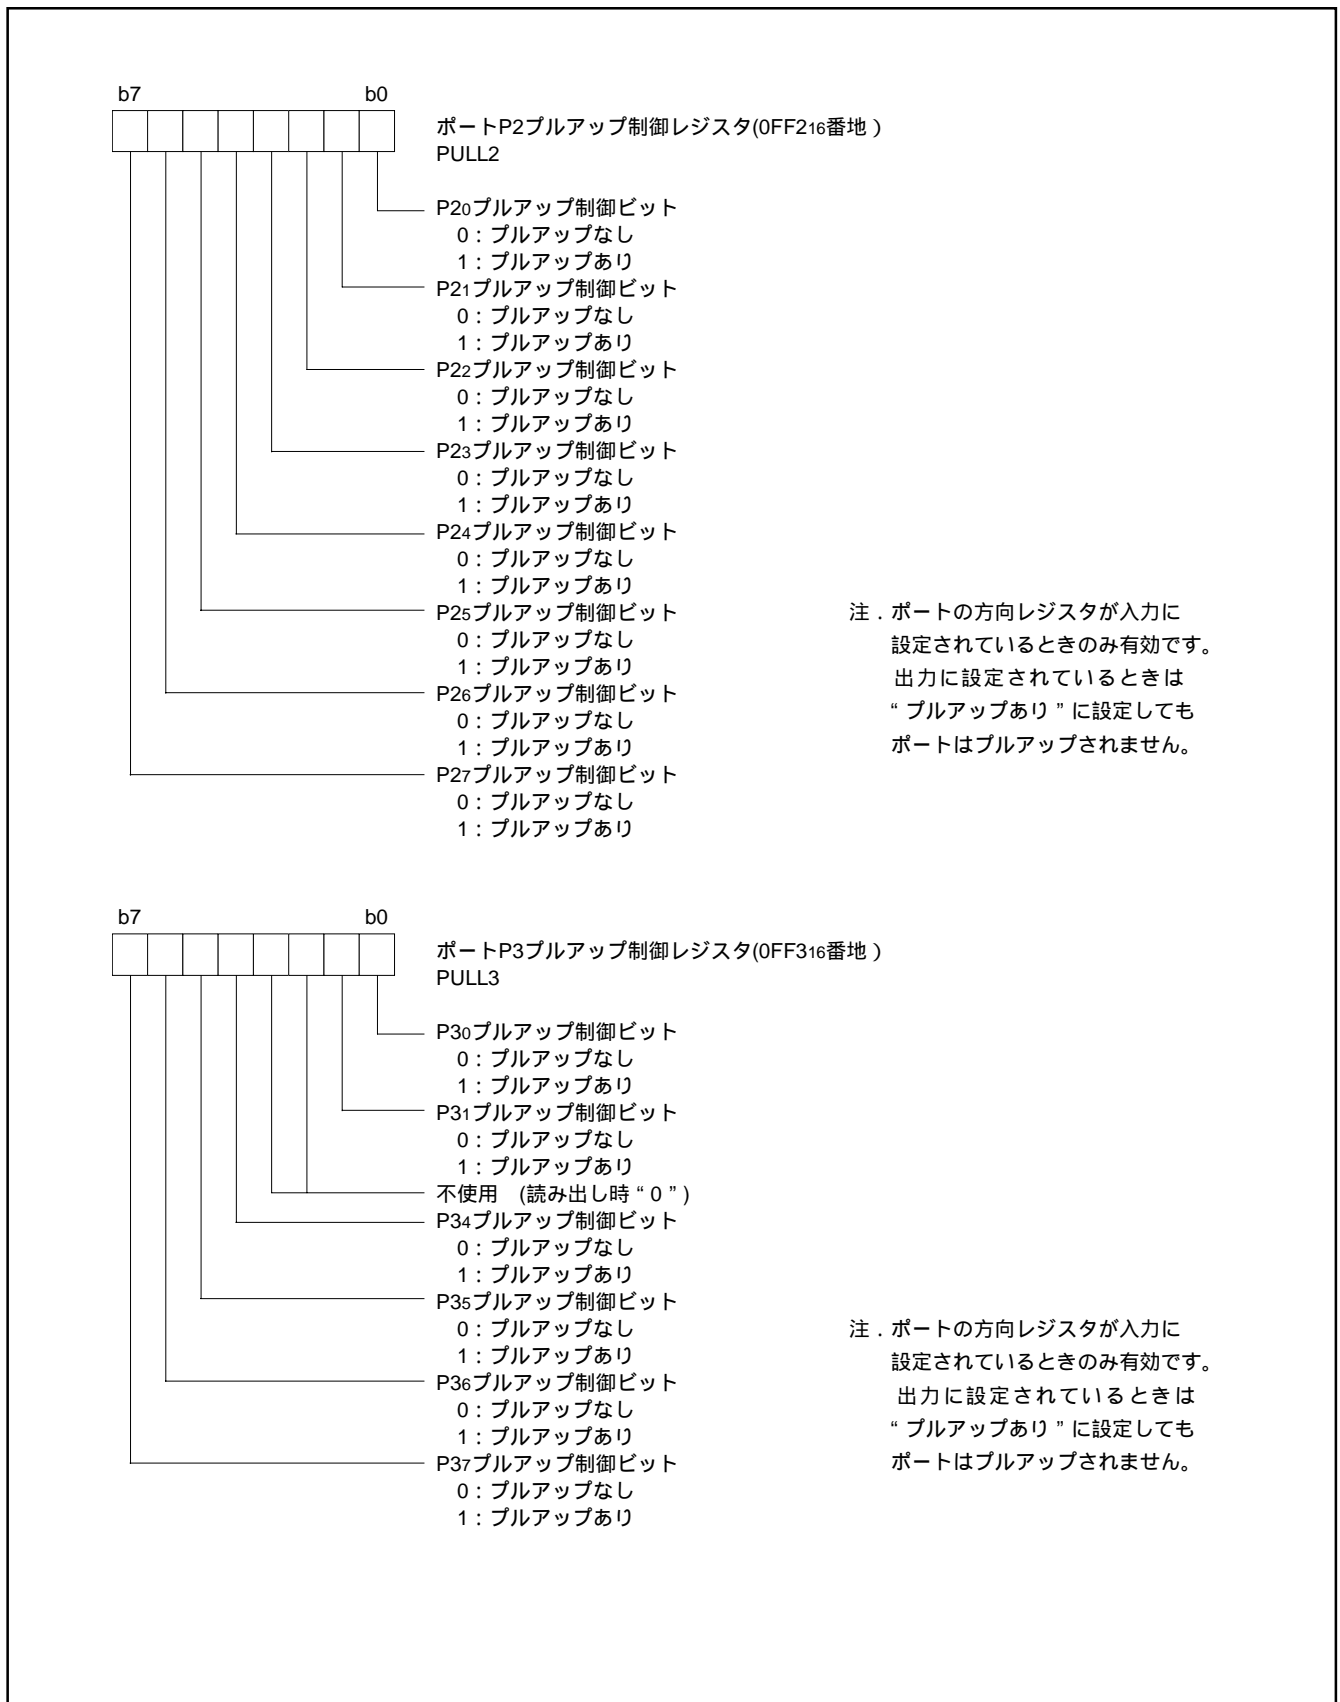 b7 b0
ポートP2プルアップ制御レジスタ(0FF216番地)
PULL2
P20プルアップ制御ビット
0:プルアップなし
1:プルアップあり
P21プルアップ制御ビット
0:プルアップなし
1:プルアップあり
P22プルアップ制御ビット
0:プルアップなし
1:プルアップあり
P23プルアップ制御ビット
0:プルアップなし
1:プルアップあり
P24プルアップ制御ビット
0:プルアップなし
1:プルアップあり
P25プルアップ制御ビット
0:プルアップなし
1:プルアップあり
P26プルアップ制御ビット
0:プルアップなし
1:プルアップあり
P27プルアップ制御ビット
0:プルアップなし
1:プルアップあり
注.ポートの方向レジスタが入力に
設定されているときのみ有効です。
出力に設定されているときは
“プルアップあり”に設定しても
ポートはプルアップされません。
b7 b0
ポートP3プルアップ制御レジスタ(0FF316番地)
PULL3
P30プルアップ制御ビット
0:プルアップなし
1:プルアップあり
P31プルアップ制御ビット
0:プルアップなし
1:プルアップあり
不使用 (読み出し時“0”)
P34プルアップ制御ビット
0:プルアップなし
1:プルアップあり
P35プルアップ制御ビット
0:プルアップなし
1:プルアップあり
P36プルアップ制御ビット
0:プルアップなし
1:プルアップあり
P37プルアップ制御ビット
0:プルアップなし
1:プルアップあり
注.ポートの方向レジスタが入力に
設定されているときのみ有効です。
出力に設定されているときは
“プルアップあり”に設定しても
ポートはプルアップされません。